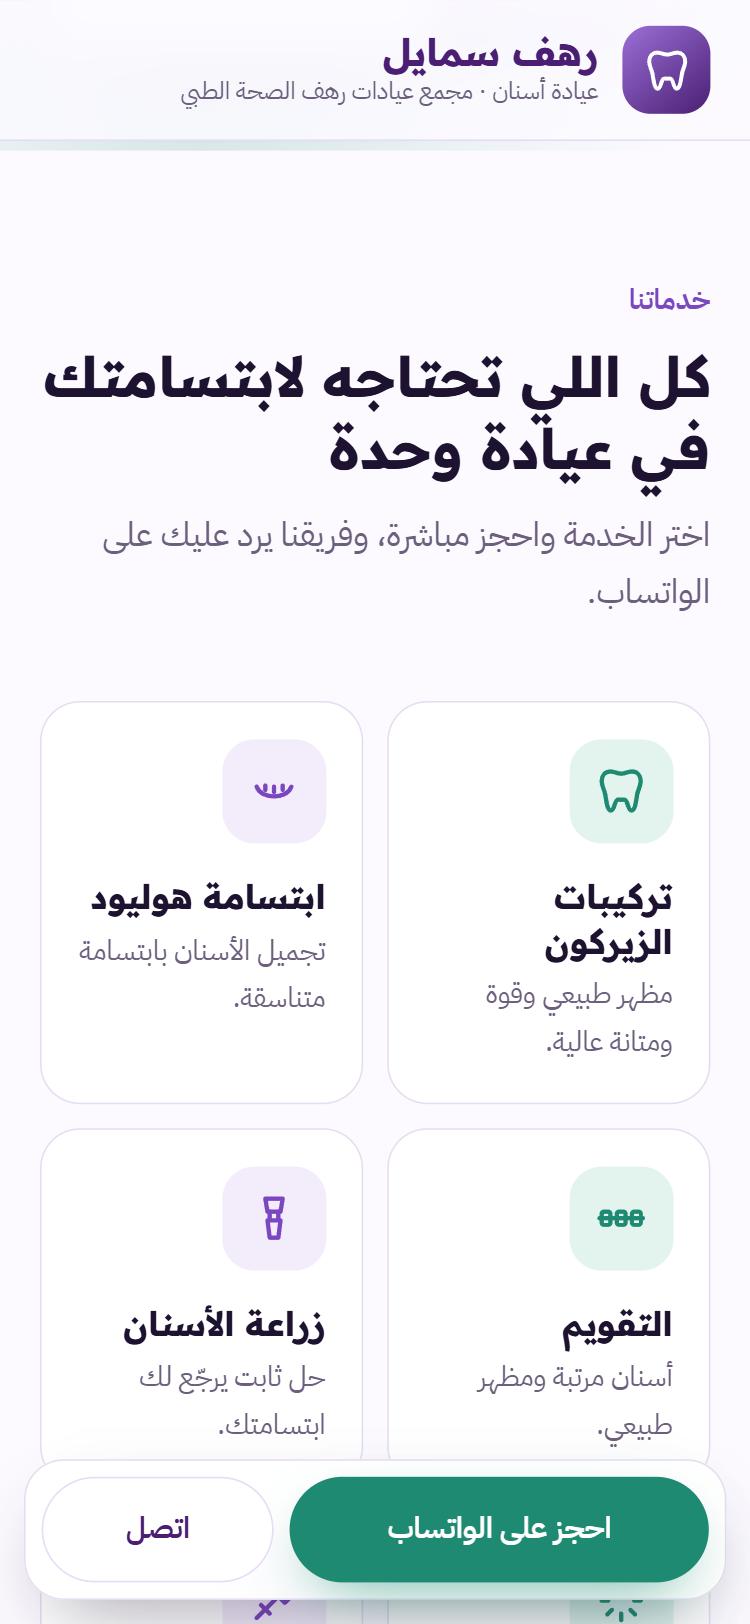 رهف سمايل
عيادة أسنان · مجمع عيادات رهف الصحة الطبي
خدماتنا
كل اللي تحتاجه لابتسامتك
في عيادة وحدة
اختر الخدمة واحجز مباشرة، وفريقنا يرد عليك على
الواتساب.
تركيبات
الزيركون
مظهر طبيعي وقوة
ومتانة عالية.
ابتسامة هوليود
تجميل الأسنان بابتسامة
متناسقة.
التقويم
أسنان مرتبة ومظهر
طبيعي.
زراعة الأسنان
حل ثابت يرجّع لك
ابتسامتك.
احجز على الواتساب
اتصل